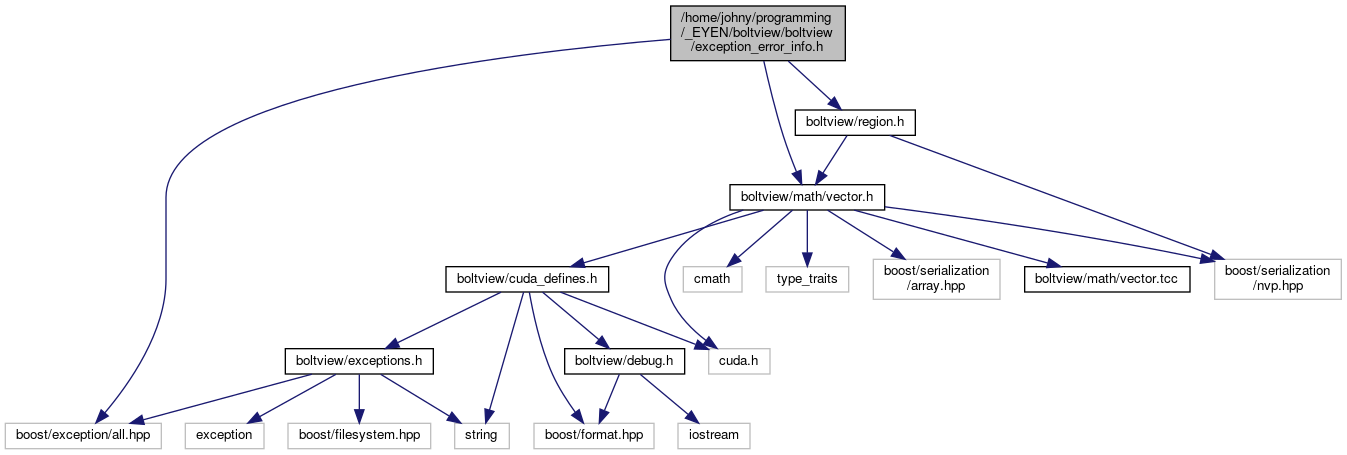 /home/johny/programming
/_EYEN/boltview/boltview
/exception_error_info.h
boltview/region.h
boltview/math/vector.h
boltview/cuda_defines.h
cmath
type_traits
boost/serialization
/array.hpp
boltview/math/vector.tcc
boost/serialization
/nvp.hpp
boltview/exceptions.h
boltview/debug.h
cuda.h
boost/exception/all.hpp
exception
boost/filesystem.hpp
string
boost/format.hpp
iostream